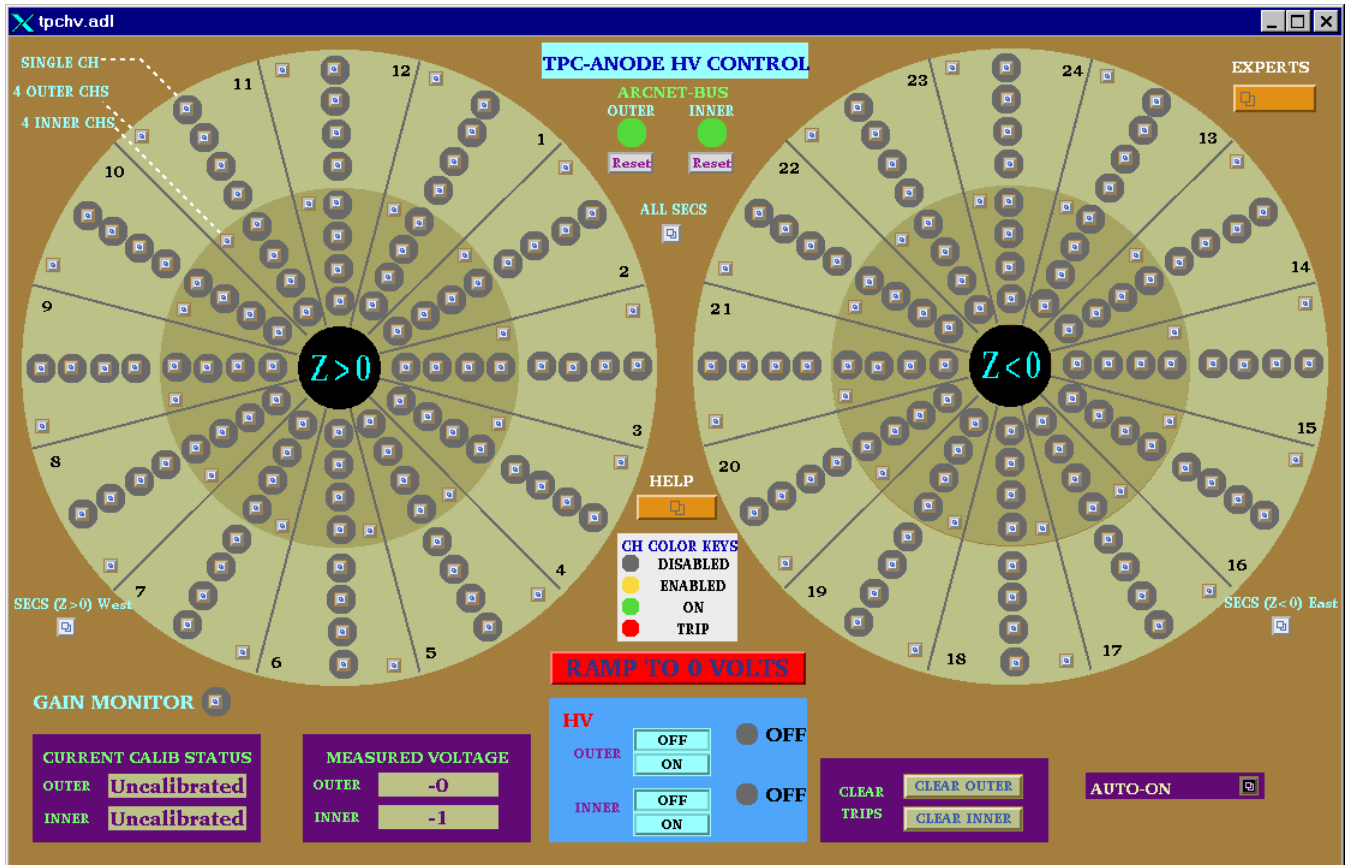 tpchv.adl
TPC-ANODE HV CONTROL
ARCNET-BUS
OUTER INNER
Reset Reset
ALL SECS
EXPERTS
SINGLE CH
4 OUTER CHS
4 INNER CHS
11
12
1
10
2
9
3
8
4
7
6
5
Z>0
23
24
13
22
14
21
15
20
16
19
18
17
Z<0
HELP
CH COLOR KEYS
DISABLED
ENABLED
ON
TRIP
SECS (Z>0) West
SECS (Z<0) East
RAMP TO 0 VOLTS
GAIN MONITOR
CURRENT CALIB STATUS
OUTER Uncalibrated
INNER Uncalibrated
MEASURED VOLTAGE
OUTER -0
INNER -1
HV
OUTER
OFF
ON
OFF
INNER
OFF
ON
OFF
CLEAR
TRIPS
CLEAR OUTER
CLEAR INNER
AUTO-ON